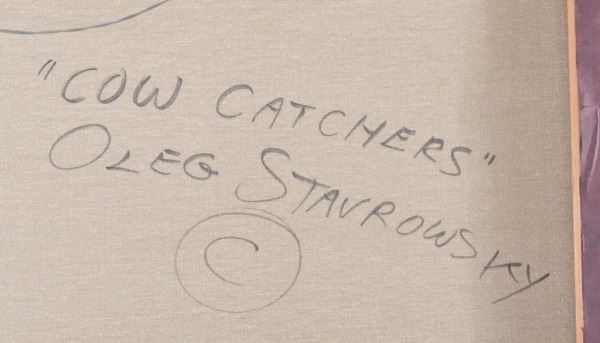 "COW CATCHERS"
OLEG STAVROWSKY
©